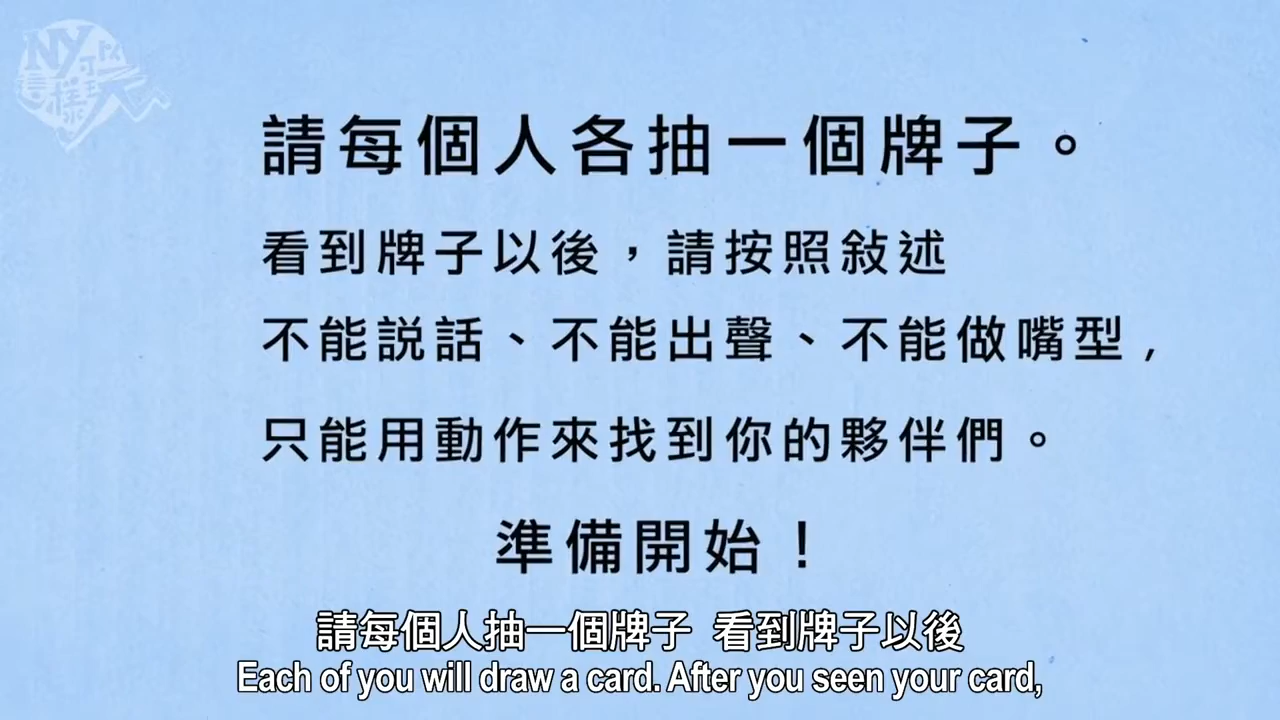 請每個人各抽一個牌子。
看到牌子以後，請按照敍述
不能説話、不能出聲、不能做嘴型，
只能用動作來找到你的夥伴們。
準備開始！
請每個人抽一個牌子 看到牌子以後
Each of you will draw a card. After you seen your card,